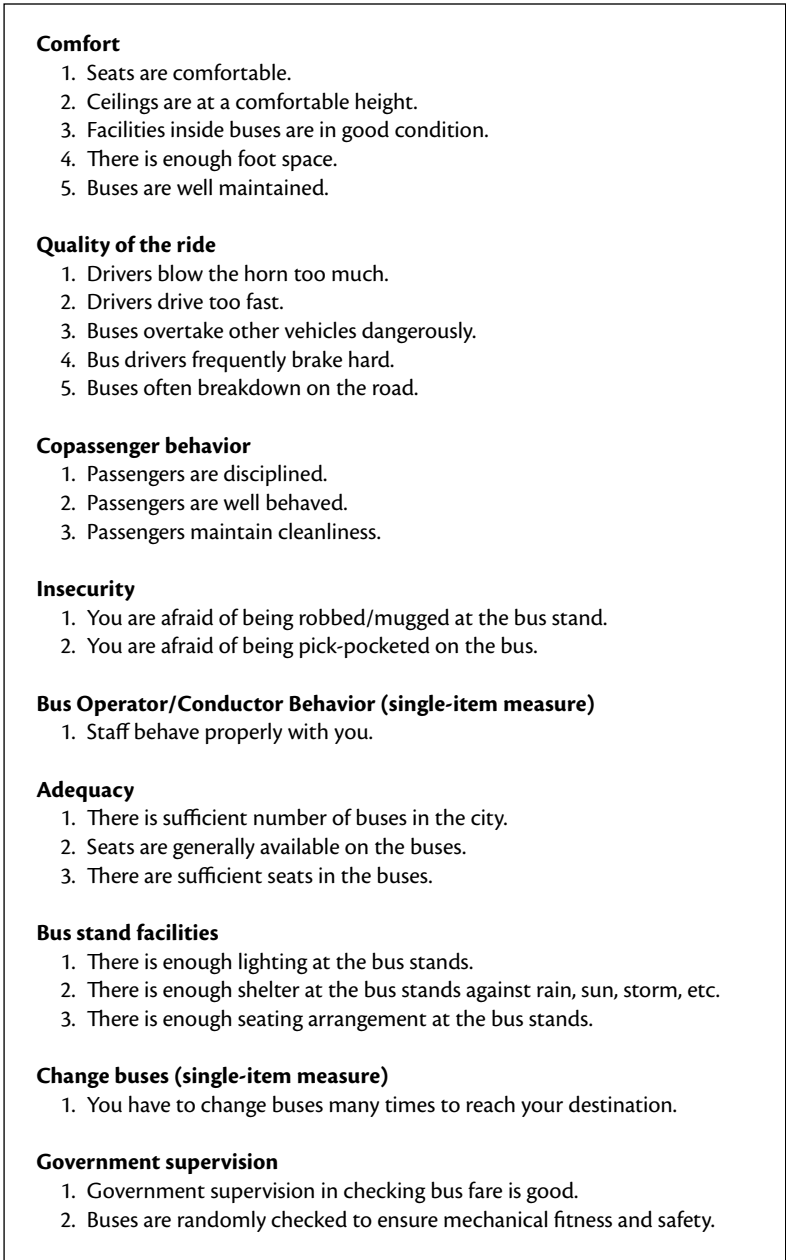 Comfort
1. Seats are comfortable.
2. Ceilings are at a comfortable height.
3. Facilities inside buses are in good condition.
4. There is enough foot space.
5. Buses are well maintained.
Quality of the ride
1. Drivers blow the horn too much.
2. Drivers drive too fast.
3. Buses overtake other vehicles dangerously.
4. Bus drivers frequently brake hard.
5. Buses often breakdown on the road.
Copassenger behavior
1. Passengers are disciplined.
2. Passengers are well behaved.
3. Passengers maintain cleanliness.
Insecurity
1. You are afraid of being robbed/mugged at the bus stand.
2. You are afraid of being pick-pocketed on the bus.
Bus Operator/Conductor Behavior (single-item measure)
1. Staff behave properly with you.
Adequacy
1. There is sufficient number of buses in the city.
2. Seats are generally available on the buses.
3. There are sufficient seats in the buses.
Bus stand facilities
1. There is enough lighting at the bus stands.
2. There is enough shelter at the bus stands against rain, sun, storm, etc.
3. There is enough seating arrangement at the bus stands.
Change buses (single-item measure)
1. You have to change buses many times to reach your destination.
Government supervision
1. Government supervision in checking bus fare is good.
2. Buses are randomly checked to ensure mechanical fitness and safety.